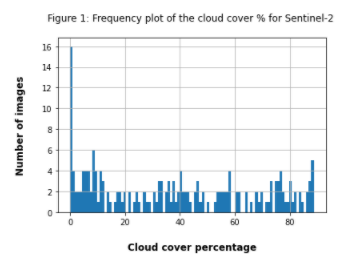 Figure 1: Frequency plot of the cloud cover % for Sentinel-2
16
14
12
10
8
6
4
2
0
Number of images
0 20 40 60 80
Cloud cover percentage